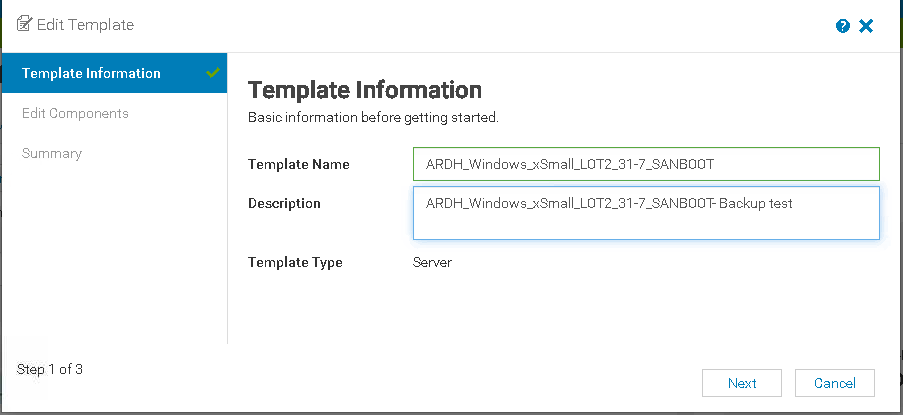 Edit Template
Template Information
Edit Components
Summary
Template Information
Basic information before getting started.
Template Name ARDH_Windows_xSmall_LOT2_31-7_SANBOOT
Description ARDH_Windows_xSmall_LOT2_31-7_SANBOOT- Backup test
Template Type Server
Step 1 of 3
Next Cancel